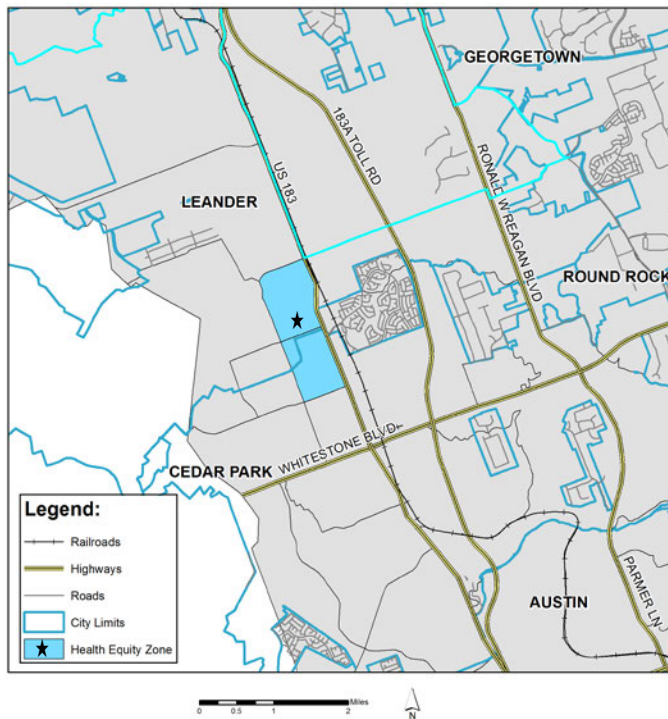 GEORGETOWN
183A TOLL RD
US 183
RONALD W REAGAN BLVD
LEANDER
ROUND ROCK
WHITESTONE BLVD
CEDAR PARK
Legend:
Railroads
Highways
Roads
City Limits
Health Equity Zone
AUSTIN
PARMER LN
Miles
0 0.5 1 2
N